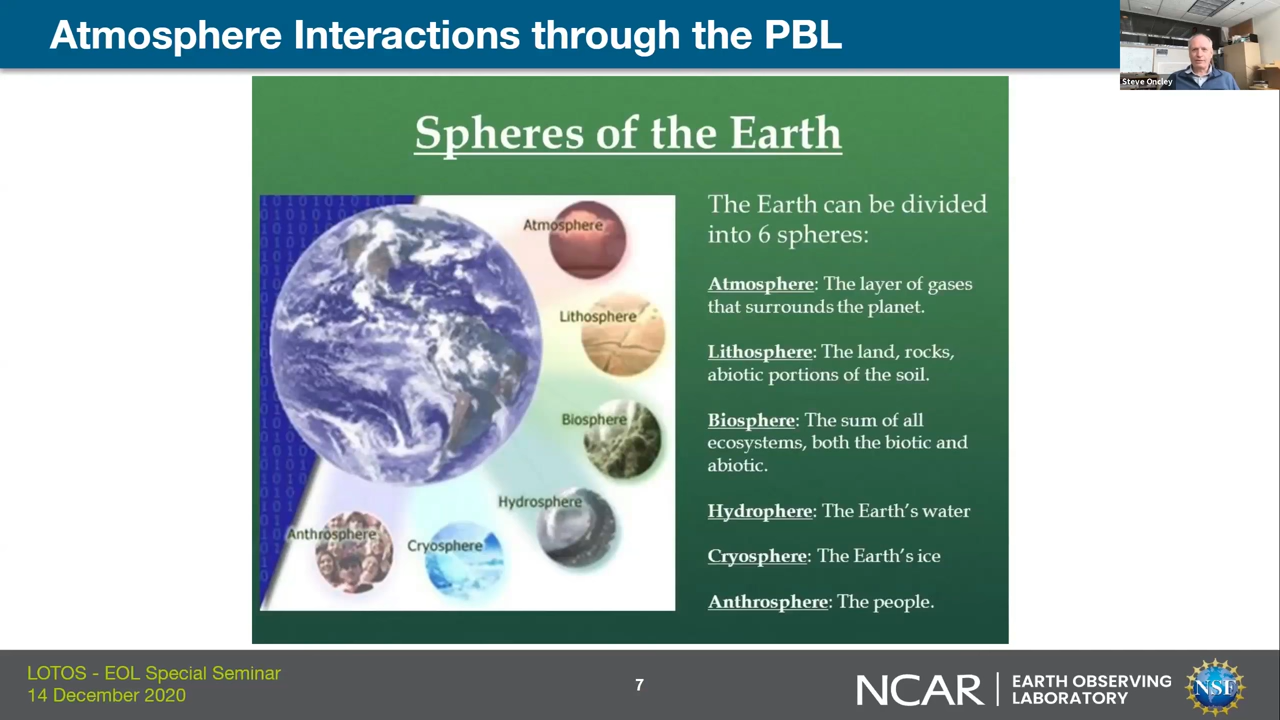 Atmosphere Interactions through the PBL
Steve Oncley
Spheres of the Earth
Atmosphere
Lithosphere
Biosphere
Hydrosphere
Cryosphere
Anthrosphere
The Earth can be divided
into 6 spheres:
Atmosphere: The layer of gases
that surrounds the planet.
Lithosphere: The land, rocks,
abiotic portions of the soil.
Biosphere: The sum of all
ecosystems, both the biotic and
abiotic.
Hydrophere: The Earth's water
Cryosphere: The Earth's ice
Anthrosphere: The people.
LOTOS - EOL Special Seminar
14 December 2020
7
NCAR
EARTH OBSERVING
LABORATORY
NSF